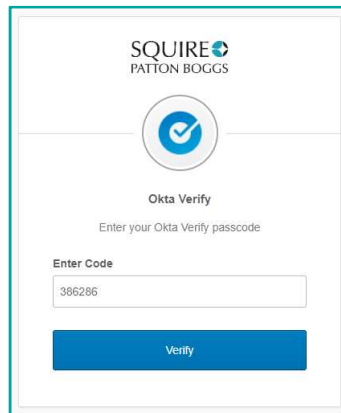 SQUIRE
PATTON BOGGS
Okta Verify
Enter your Okta Verify passcode
Enter Code
386286
Verify